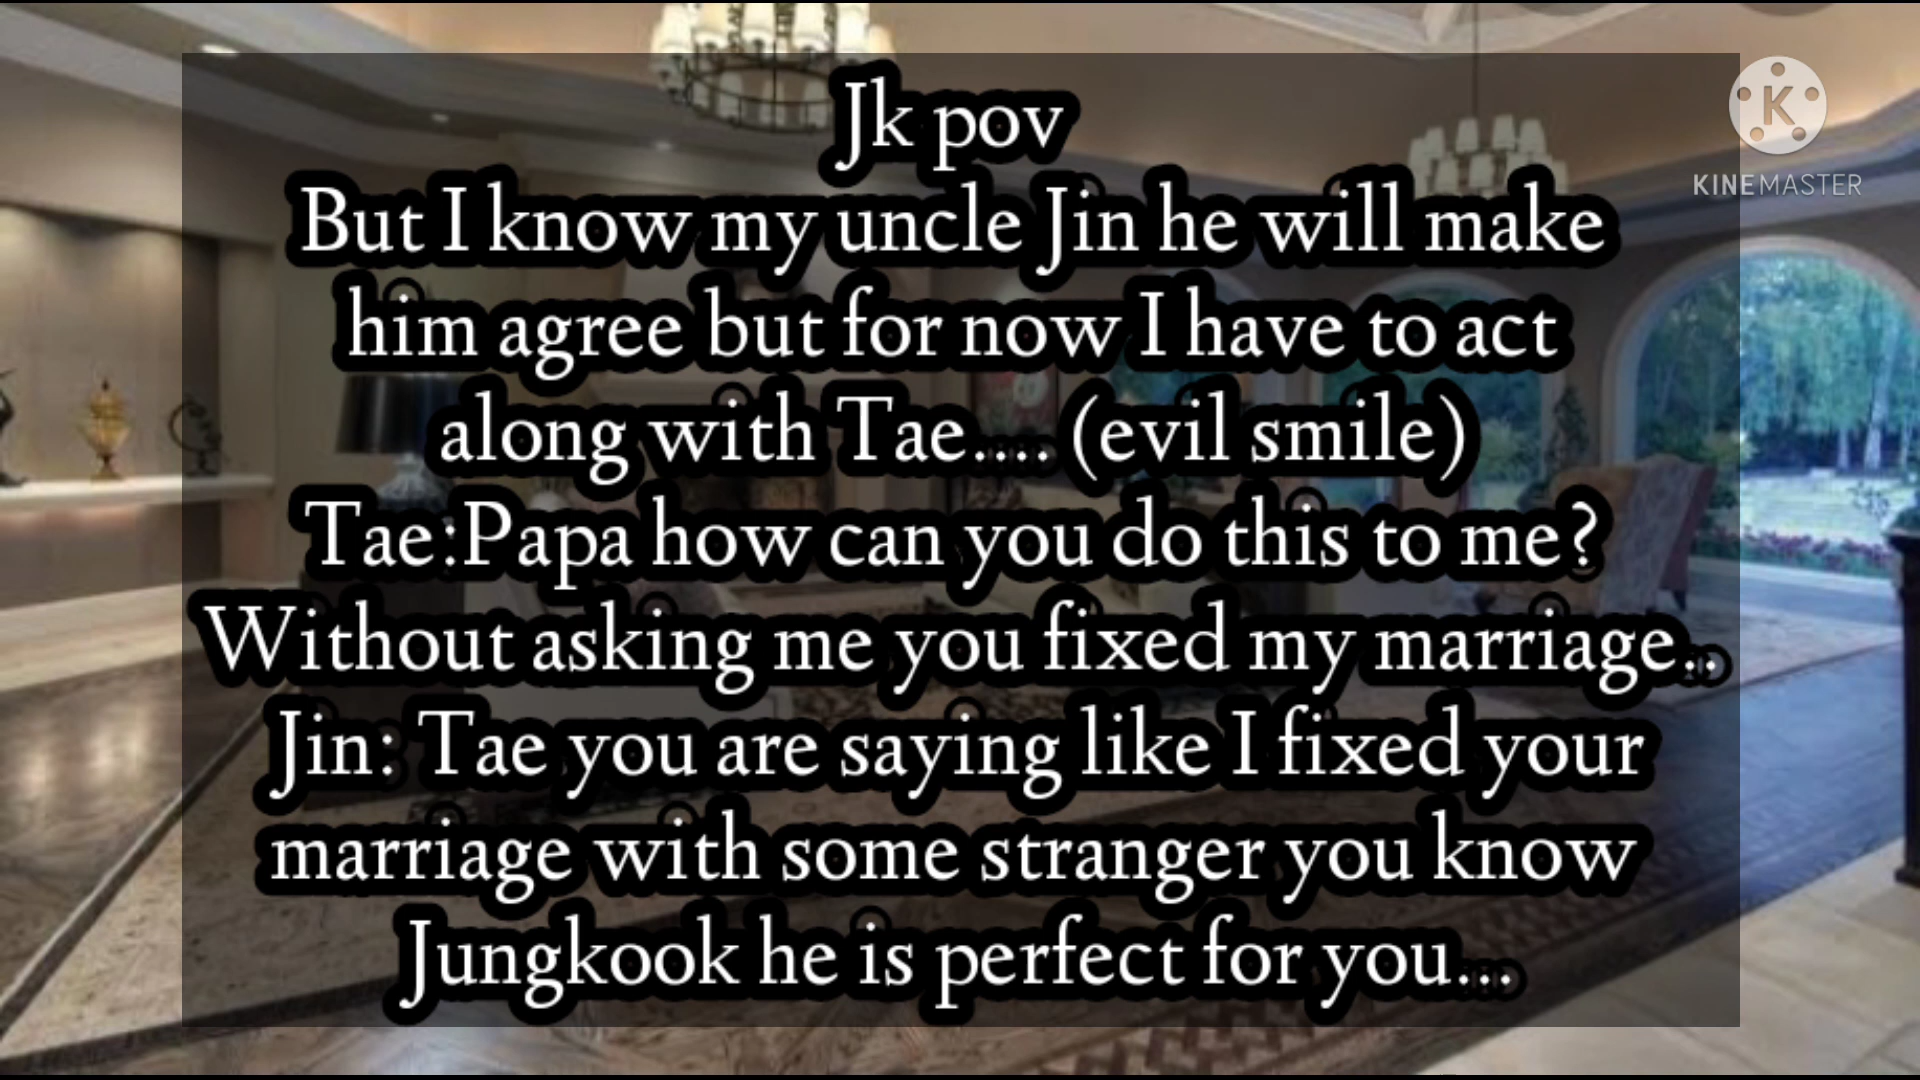 Jk pov
But I know my uncle Jin he will make
him agree but for now I have to act
along with Tae.... (evil smile)
Tae:Papa how can you do this to me?
Without asking me you fixed my marriage..
Jin: Tae you are saying like I fixed your
marriage with some stranger you know
Jungkook he is perfect for you...
K
KINEMASTER